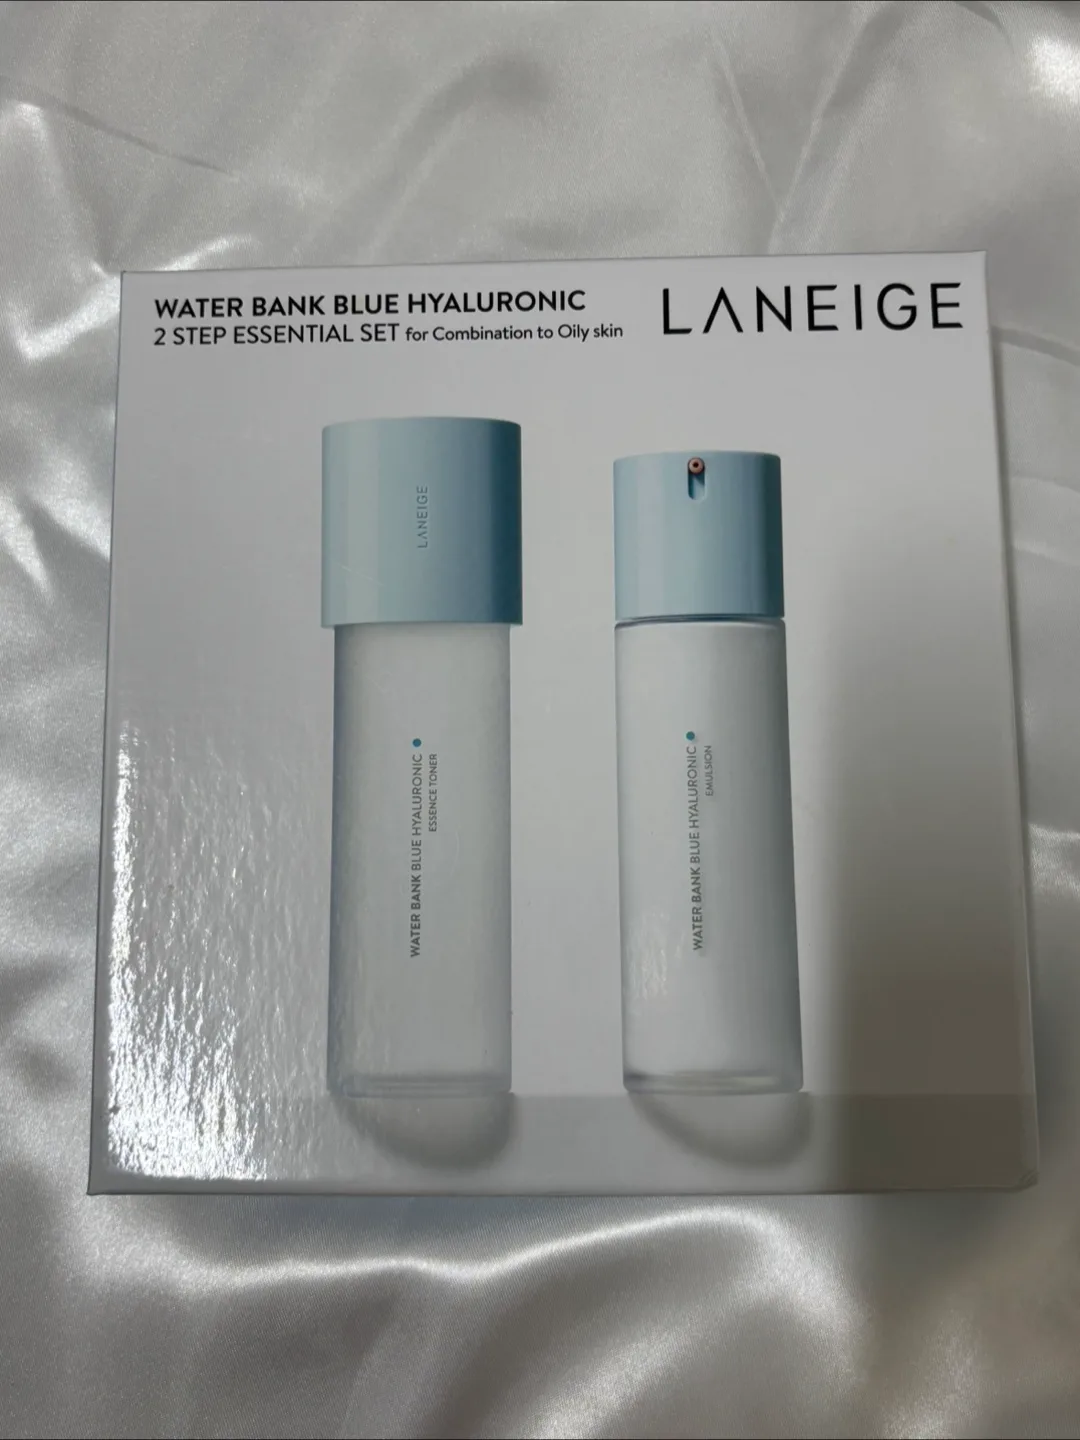 WATER BANK BLUE HYALURONIC
2 STEP ESSENTIAL SET for Combination to Oily skin
LANEIGE
LANEIGE
WATER BANK BLUE HYALURONIC
ESSENCE TONER
WATER BANK BLUE HYALURONIC
EMULSION